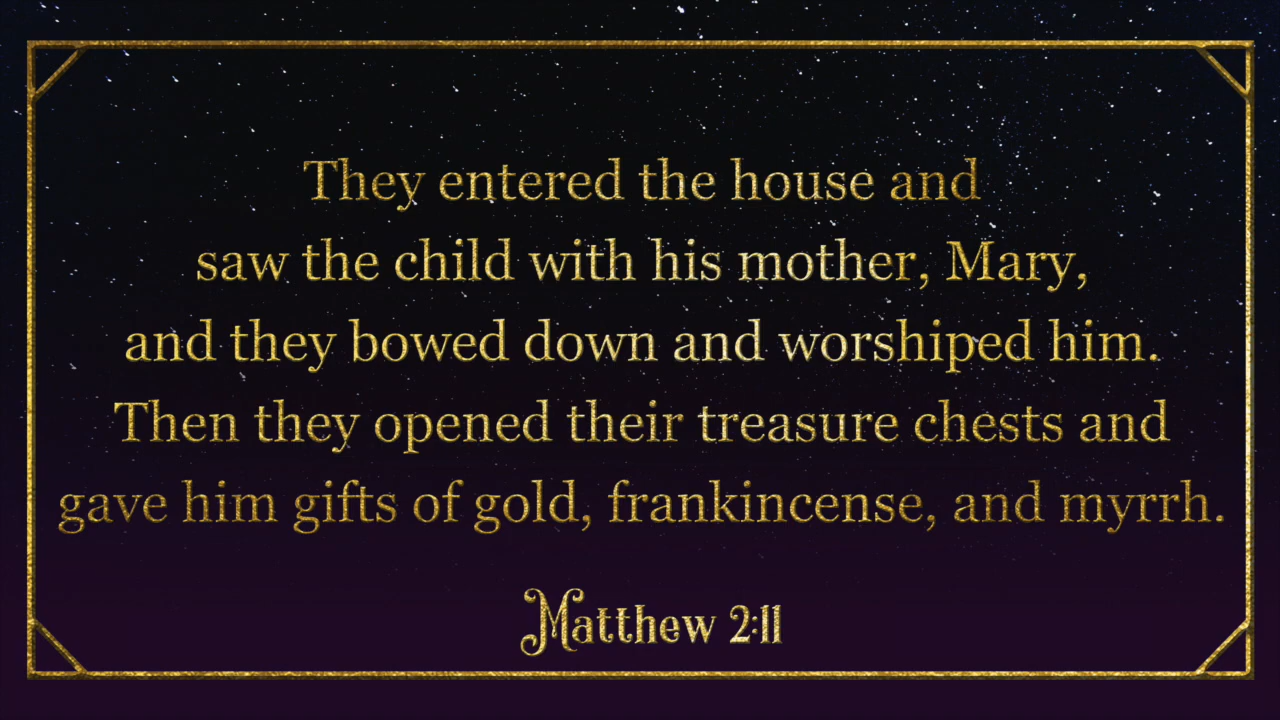 They entered the house and
saw the child with his mother, Mary,
and they bowed down and worshiped him.
Then they opened their treasure chests and
gave him gifts of gold, frankincense, and myrrh.
Matthew 2:11